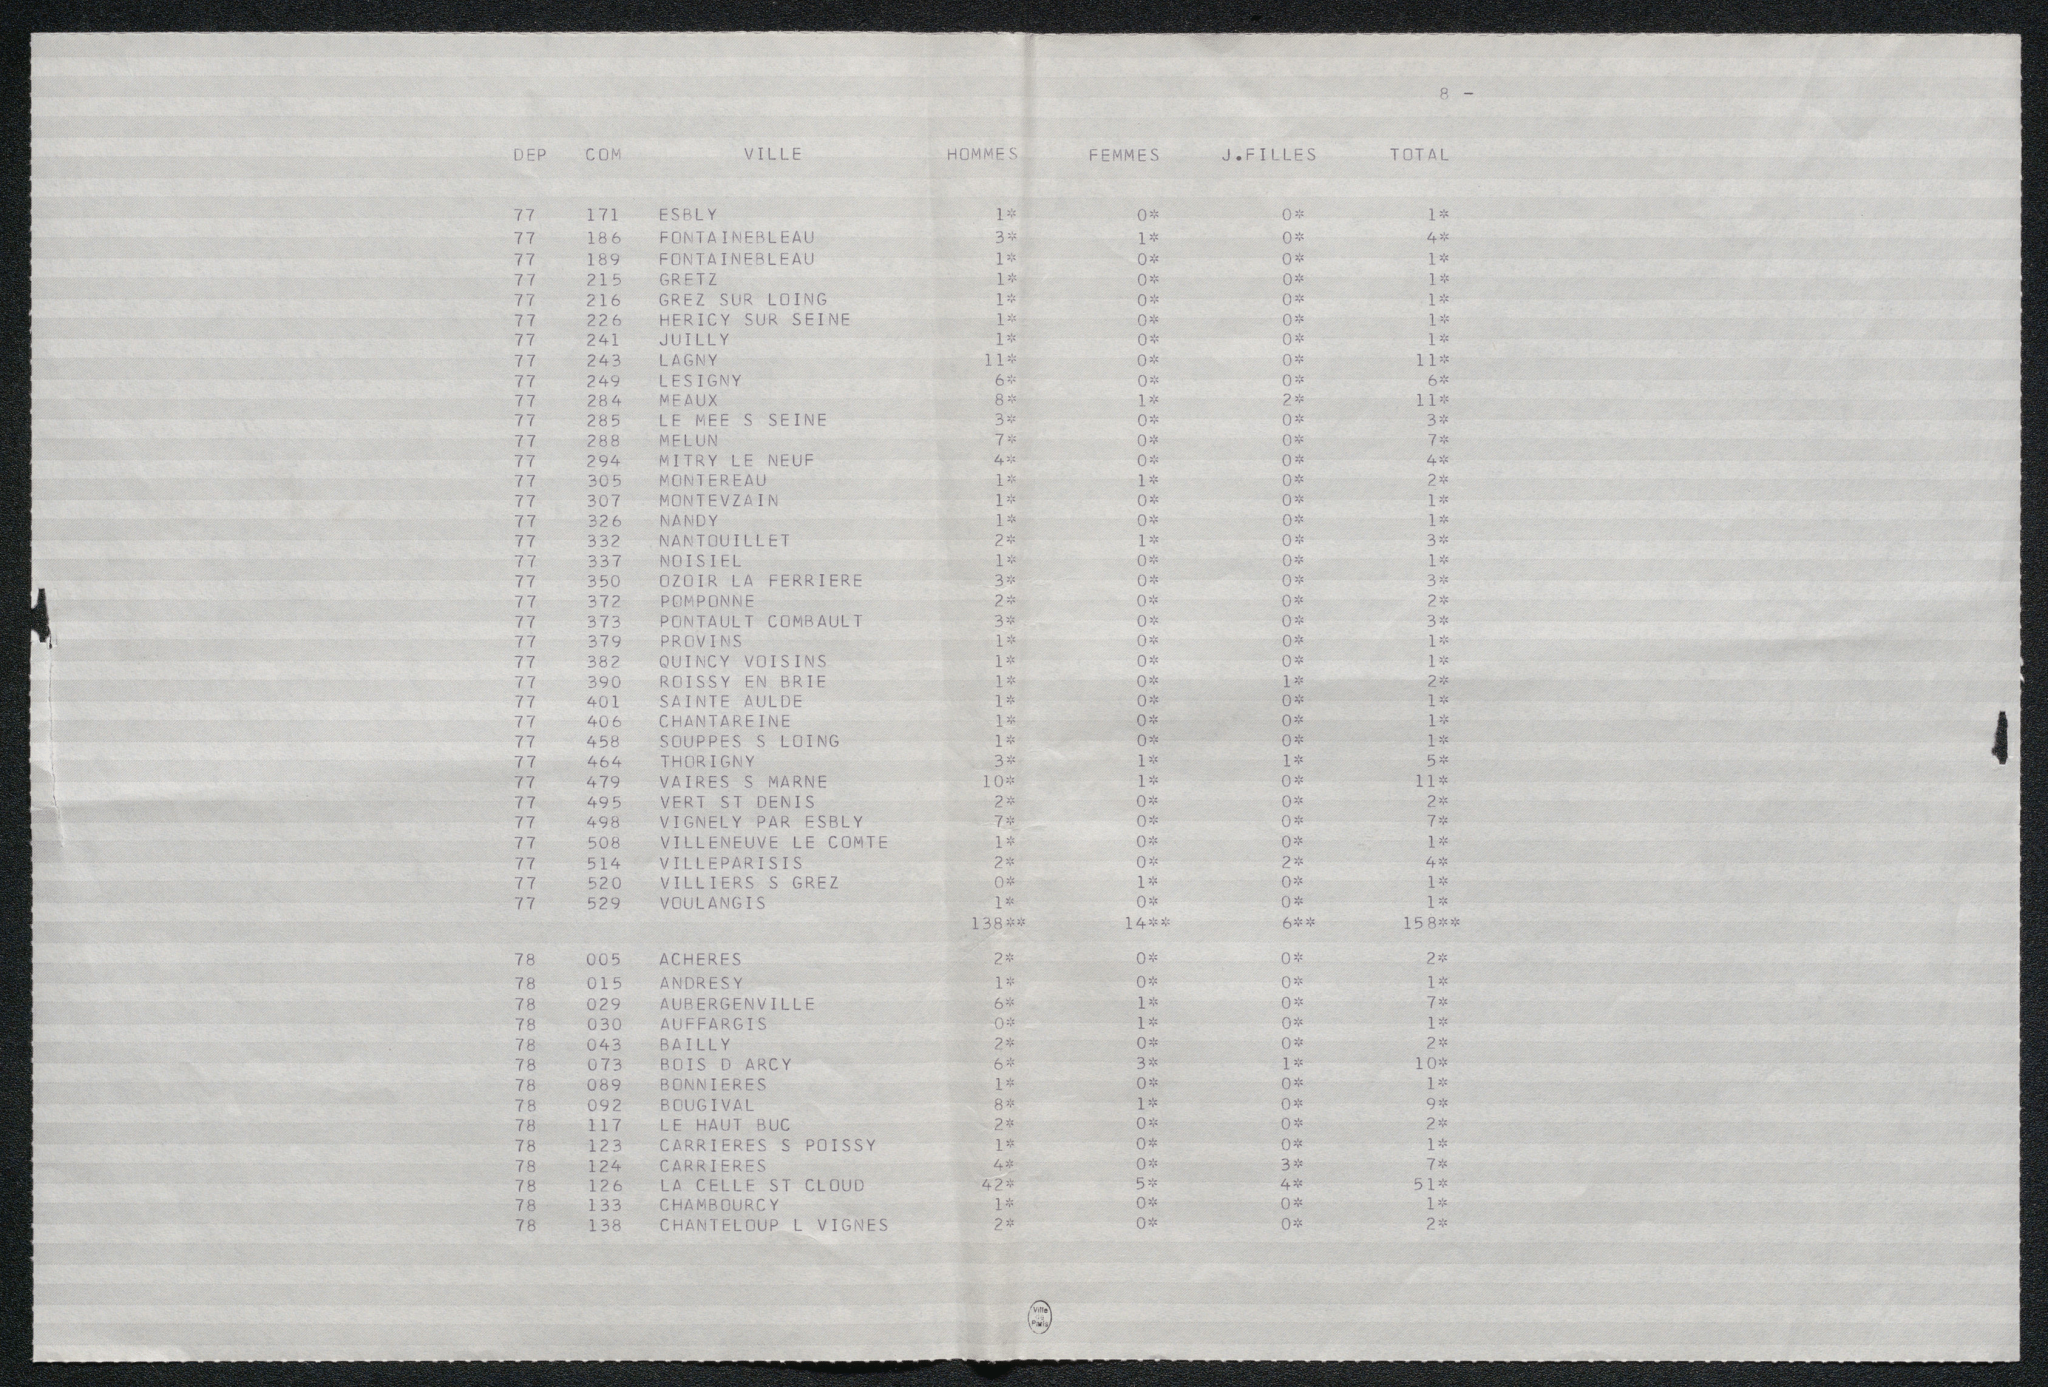 8 -
DEP COM VILLE HOMMES FEMMES J.FILLES TOTAL
77 171 ESBLY 1* 0* 0* 1*
77 186 FONTAINEBLEAU 3* 1* 0* 4*
77 189 FONTAINEBLEAU 1* 0* 0* 1*
77 215 GRETZ 1* 0* 0* 1*
77 216 GREZ SUR LOING 1* 0* 0* 1*
77 226 HERICY SUR SEINE 1* 0* 0* 1*
77 241 JUILLY 1* 0* 0* 1*
77 243 LAGNY 11* 0* 0* 11*
77 249 LESIGNY 6* 0* 0* 6*
77 284 MEAUX 8* 1* 2* 11*
77 285 LE MEE S SEINE 3* 0* 0* 3*
77 288 MELUN 7* 0* 0* 7*
77 294 MITRY LE NEUF 4* 0* 0* 4*
77 305 MONTEREAU 1* 1* 0* 2*
77 307 MONTEVZAIN 1* 0* 0* 1*
77 326 NANDY 1* 0* 0* 1*
77 332 NANTOUILLET 2* 1* 0* 3*
77 337 NOISIEL 1* 0* 0* 1*
77 350 OZOIR LA FERRIERE 3* 0* 0* 3*
77 372 POMPONNE 2* 0* 0* 2*
77 373 PONTAULT COMBAULT 3* 0* 0* 3*
77 379 PROVINS 1* 0* 0* 1*
77 382 QUINCY VOISINS 1* 0* 0* 1*
77 390 ROISSY EN BRIE 1* 0* 1* 2*
77 401 SAINTE AULDE 1* 0* 0* 1*
77 406 CHANTAREINE 1* 0* 0* 1*
77 458 SOUPPES S LOING 1* 0* 0* 1*
77 464 THORIGNY 3* 1* 1* 5*
77 479 VAIRES S MARNE 10* 1* 0* 11*
77 495 VERT ST DENIS 2* 0* 0* 2*
77 498 VIGNELY PAR ESBLY 7* 0* 0* 7*
77 508 VILLENEUVE LE COMTE 1* 0* 0* 1*
77 514 VILLEPARISIS 2* 0* 2* 4*
77 520 VILLIERS S GREZ 0* 1* 0* 1*
77 529 VOULANGIS 1* 0* 0* 1*
138** 14** 6** 158**
78 005 ACHERES 2* 0* 0* 2*
78 015 ANDRESY 1* 0* 0* 1*
78 029 AUBERGENVILLE 6* 1* 0* 7*
78 030 AUFFARGIS 0* 1* 0* 1*
78 043 BAILLY 2* 0* 0* 2*
78 073 BOIS D ARCY 6* 3* 1* 10*
78 089 BONNIERES 1* 0* 0* 1*
78 092 BOUGIVAL 8* 1* 0* 9*
78 117 LE HAUT BUC 2* 0* 0* 2*
78 123 CARRIERES S POISSY 1* 0* 0* 1*
78 124 CARRIERES 4* 0* 3* 7*
78 126 LA CELLE ST CLOUD 42* 5* 4* 51*
78 133 CHAMBOURCY 1* 0* 0* 1*
78 138 CHANTELOUP L VIGNES 2* 0* 0* 2*
Ville
de
Paris